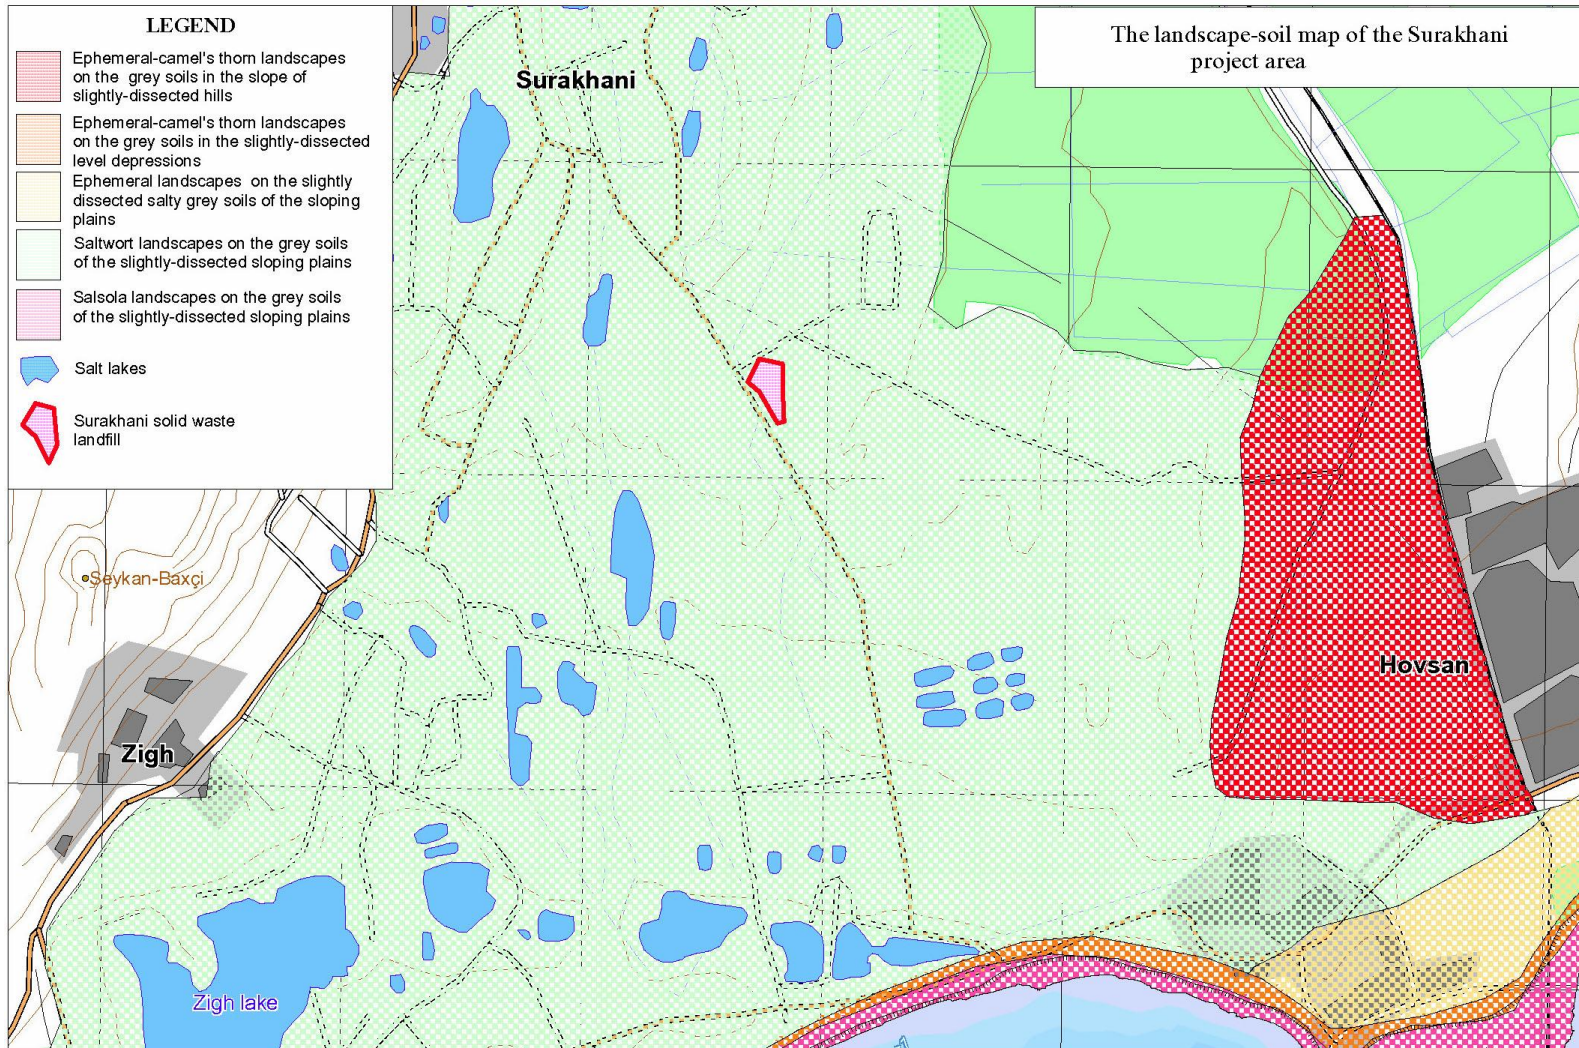 LEGEND
Ephemeral-camel's thorn landscapes
on the grey soils in the slope of
slightly-dissected hills
Ephemeral-camel's thorn landscapes
on the grey soils in the slightly-dissected
level depressions
Ephemeral landscapes on the slightly
dissected salty grey soils of the sloping
plains
Saltwort landscapes on the grey soils
of the slightly-dissected sloping plains
Salsola landscapes on the grey soils
of the slightly-dissected sloping plains
Salt lakes
Surakhani solid waste
landfill
The landscape-soil map of the Surakhani
project area
Surakhani
Seykan-Baxçi
Hovsan
Zigh
Zigh lake